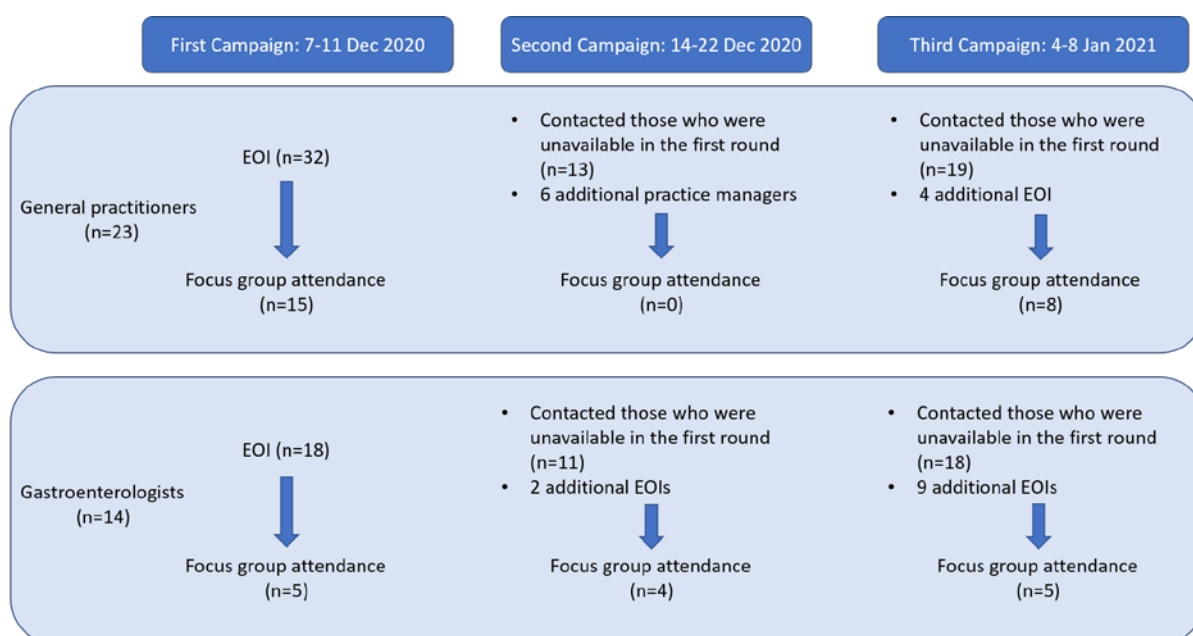 First Campaign: 7-11 Dec 2020
Second Campaign: 14-22 Dec 2020
Third Campaign: 4-8 Jan 2021
General practitioners
(n=23)
EOI (n=32)
Focus group attendance
(n=15)
• Contacted those who were
unavailable in the first round
(n=13)
• 6 additional practice managers
Focus group attendance
(n=0)
• Contacted those who were
unavailable in the first round
(n=19)
• 4 additional EOI
Focus group attendance
(n=8)
Gastroenterologists
(n=14)
EOI (n=18)
Focus group attendance
(n=5)
• Contacted those who were
unavailable in the first round
(n=11)
• 2 additional EOIs
Focus group attendance
(n=4)
• Contacted those who were
unavailable in the first round
(n=18)
• 9 additional EOIs
Focus group attendance
(n=5)